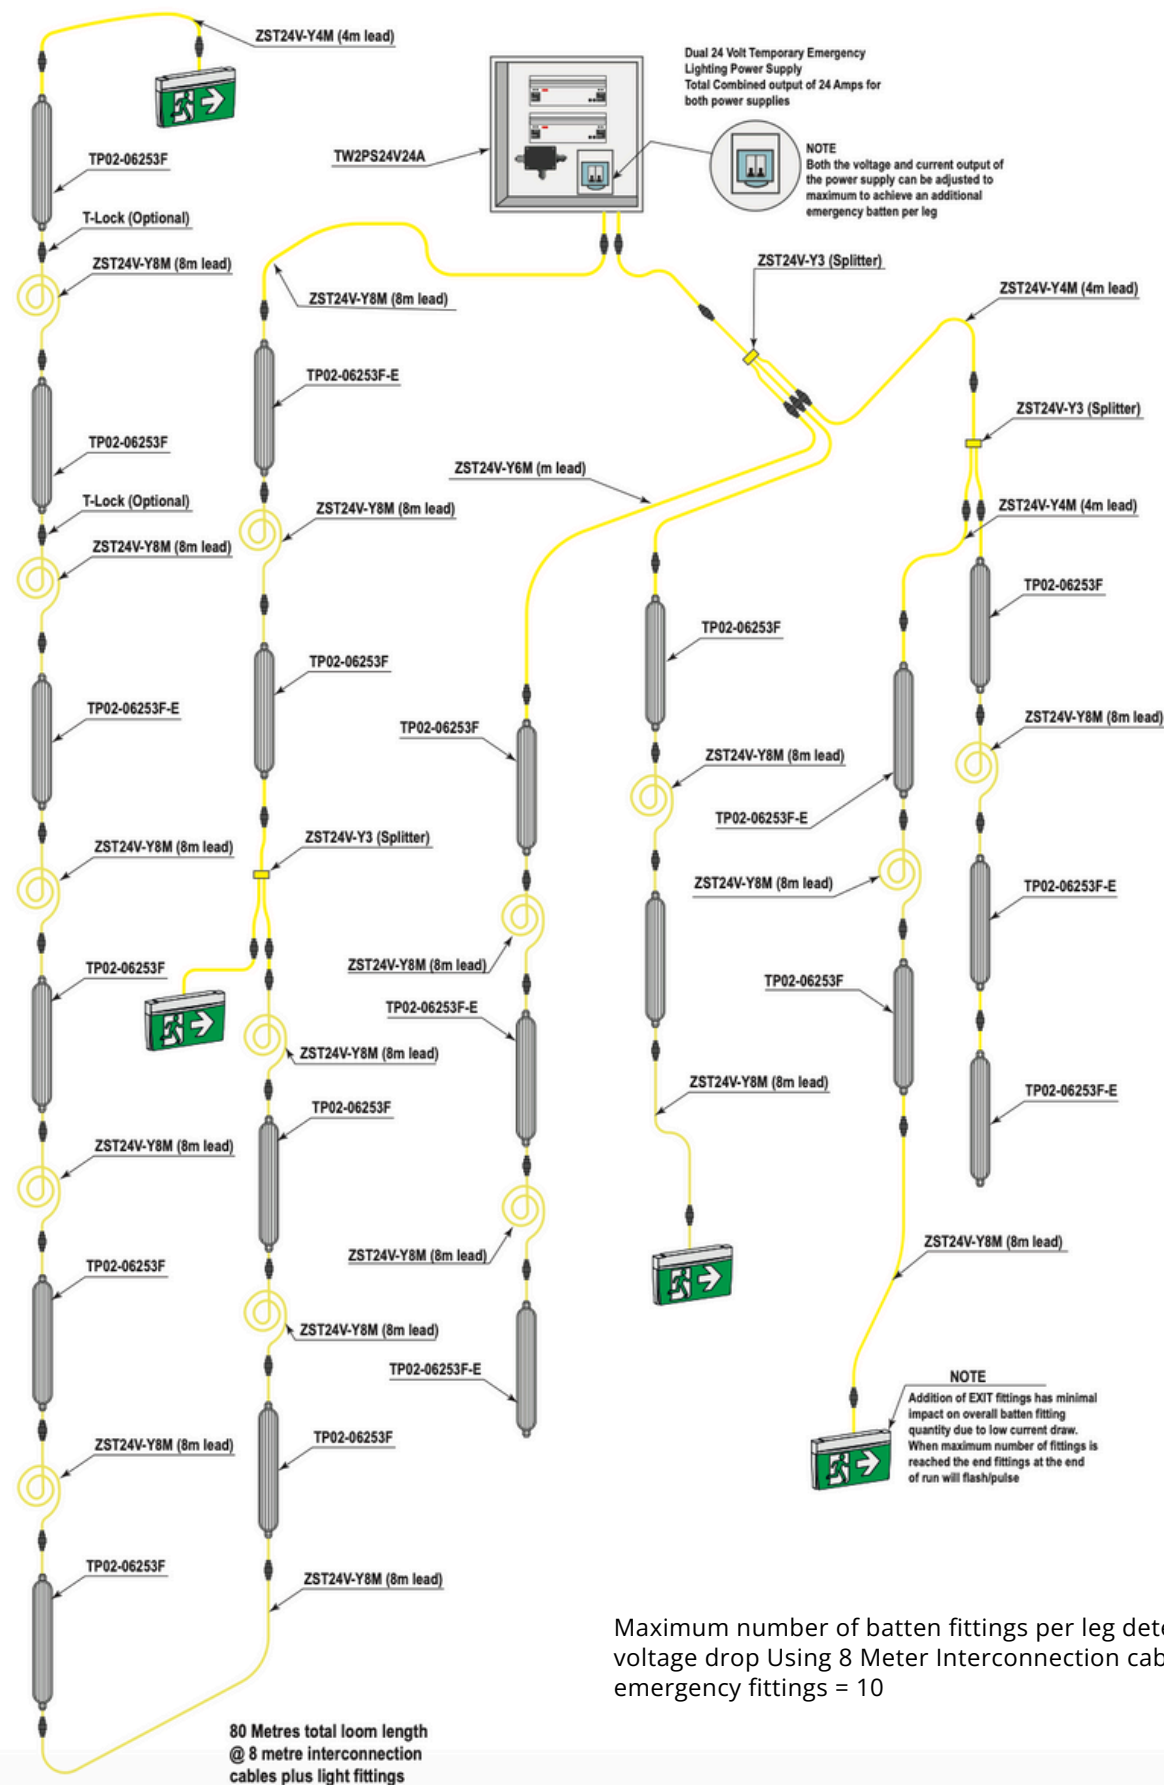 ZST24V-Y4M (4m lead)
TP02-06253F
T-Lock (Optional)
ZST24V-Y8M (8m lead)
TP02-06253F
T-Lock (Optional)
ZST24V-Y8M (8m lead)
TP02-06253F-E
ZST24V-Y8M (8m lead)
TP02-06253F
ZST24V-Y8M (8m lead)
TP02-06253F
ZST24V-Y8M (8m lead)
TP02-06253F
TW2PS24V24A
Dual 24 Volt Temporary Emergency
Lighting Power Supply
Total Combined output of 24 Amps for
both power supplies
NOTE
Both the voltage and current output of
the power supply can be adjusted to
maximum to achieve an additional
emergency batten per leg
ZST24V-Y8M (8m lead)
TP02-06253F-E
ZST24V-Y8M (8m lead)
TP02-06253F
ZST24V-Y3 (Splitter)
ZST24V-Y8M (8m lead)
TP02-06253F
ZST24V-Y8M (8m lead)
TP02-06253F
ZST24V-Y8M (8m lead)
80 Metres total loom length
@ 8 metre interconnection
cables plus light fittings
ZST24V-Y3 (Splitter)
ZST24V-Y6M (m lead)
TP02-06253F
ZST24V-Y8M (8m lead)
TP02-06253F-E
ZST24V-Y8M (8m lead)
TP02-06253F-E
TP02-06253F
ZST24V-Y8M (8m lead)
ZST24V-Y8M (8m lead)
ZST24V-Y4M (4m lead)
ZST24V-Y3 (Splitter)
ZST24V-Y4M (4m lead)
TP02-06253F-E
ZST24V-Y8M (8m lead)
TP02-06253F
ZST24V-Y8M (8m lead)
TP02-06253F
ZST24V-Y8M (8m lead)
TP02-06253F-E
TP02-06253F-E
NOTE
Addition of EXIT fittings has minimal
impact on overall batten fitting
quantity due to low current draw.
When maximum number of fittings is
reached the end fittings at the end
of run will flash/pulse
Maximum number of batten fittings per leg dete
voltage drop Using 8 Meter Interconnection cab
emergency fittings = 10